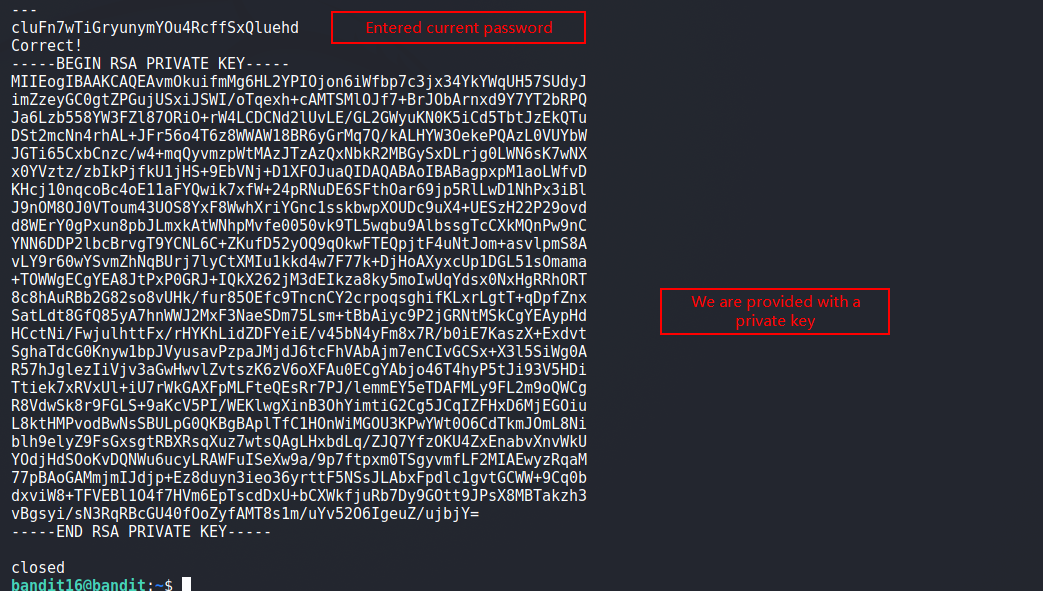 ---
cluFn7wTiGryunymYOu4RcffSxQluehd
Entered current password
Correct!
-----BEGIN RSA PRIVATE KEY-----
MIIEogIBAAKCAQEAvmOkuifmMg6HL2YPIOjon6iWfbp7c3jx34YkYWqUH57SUdyJ
imZzeyGC0gtZPGujUSxiJSWI/oTqexh+cAMTSMlOJf7+BrJObArnxd9Y7YT2bRPQ
Ja6Lzb558YW3FZl87ORiO+rW4LCDCNd2lUvLE/GL2GWyuKN0K5iCd5TbtJzEkQTu
DSt2mcNn4rhAL+JFr56o4T6z8WWAW18BR6yGrMq7Q/kALHYW3OekePQAzL0VUYbW
JGTi65CxbCnzc/w4+mqQyvmzpWtMAzJTzAzQxNbkR2MBGySxDLrjg0LWN6sK7wNX
x0YVztz/zbIkPjfkU1jHS+9EbVNj+D1XFOJuaQIDAQABAoIBABagpxpM1aoLWfvD
KHcj10nqcoBc4oE11aFYQwik7xfW+24pRNuDE6SFthOar69jp5RlLwD1NhPx3iBl
J9nOM8OJ0VToum43UOS8YxF8WwhXriYGnc1sskbwpXOUDc9uX4+UESzH22P29ovd
d8WErY0gPxun8pbJLmxkAtWNhpMvfe0050vk9TL5wqbu9AlbssgTcCXkMQnPw9nC
YNN6DDP2lbcBrvgT9YCNL6C+ZKufD52yOQ9qOkwFTEQpjtF4uNtJom+asvlpmS8A
vLY9r60wYSvmZhNqBUrj7lyCtXMIu1kkd4w7F77k+DjHoAXyxcUp1DGL51sOmama
+TOWWgECgYEA8JtPxP0GRJ+IQkX262jM3dEIkza8ky5moIwUqYdsx0NxHgRRhORT
8c8hAuRBb2G82so8vUHk/fur85OEfc9TncnCY2crpoqsghifKLxrLgtT+qDpfZnx
SatLdt8GfQ85yA7hnWWJ2MxF3NaeSDm75Lsm+tBbAiyc9P2jGRNtMSkCgYEAypHd
HCctNi/FwjulhttFx/rHYKhLidZDFYeiE/v45bN4yFm8x7R/b0iE7KaszX+Exdvt
SghaTdcG0Knyw1bpJVyusavPzpaJMjdJ6tcFhVAbAjm7enCIvGCSx+X3l5SiWg0A
R57hJglezIiVjv3aGwHwvlZvtszK6zV6oXFAu0ECgYAbjo46T4hyP5tJi93V5HDi
Ttiek7xRVxUl+iU7rWkGAXFpMLFteQEsRr7PJ/lemmEY5eTDAFMLy9FL2m9oQWCg
R8VdwSk8r9FGLS+9aKcV5PI/WEKlwgXinB3OhYimtiG2Cg5JCqIZFHxD6MjEGOiu
L8ktHMPvodBwNsSBULpG0QKBgBAplTfC1HOnWiMGOU3KPwYWt0O6CdTkmJOmL8Ni
blh9elyZ9FsGxsgtRBXRsqXuz7wtsQAgLHxbdLq/ZJQ7YfzOKU4ZxEnabvXnvWkU
YOdjHdSOoKvDQNWu6ucyLRAWFuISeXw9a/9p7ftpxm0TSgyvmfLF2MIAEwyzRqaM
77pBAoGAMmjmIJdjp+Ez8duyn3ieo36yrttF5NSsJLAbxFpdlc1gvtGCWW+9Cq0b
dxviW8+TFVEBl1O4f7HVm6EpTscdDxU+bCXWkfjuRb7Dy9GOtt9JPsX8MBTakzh3
vBgsyi/sN3RqRBcGU40fOoZyfAMT8s1m/uYv52O6IgeuZ/ujbjY=
-----END RSA PRIVATE KEY-----
We are provided with a
private key
closed
bandit16@bandit:~$